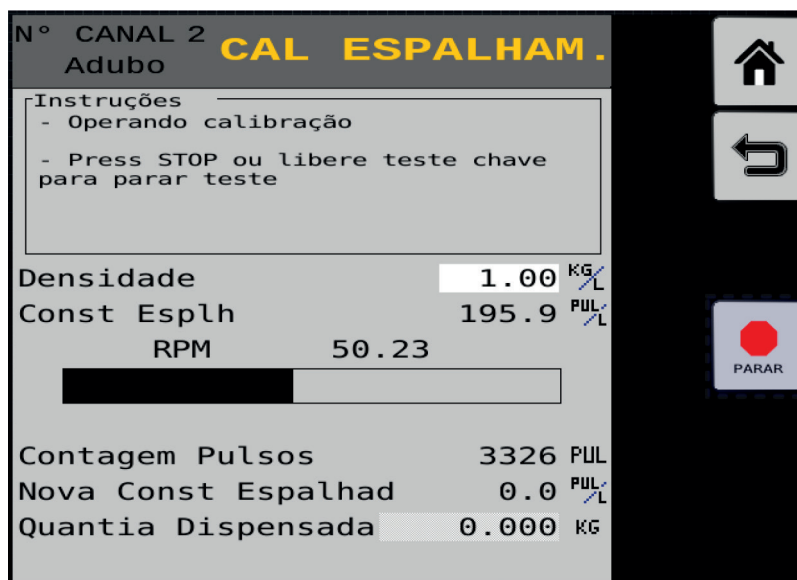 N° CANAL 2
Adubo
CAL ESPALHAM.
Instruções
- Operando calibração
- Press STOP ou libere teste chave
para parar teste
Densidade 1.00 KG/L
Const Esplh 195.9 PUL/L
RPM 50.23
PARAR
Contagem Pulsos 3326 PUL
Nova Const Espalhad 0.0 PUL/L
Quantia Dispensada 0.000 KG